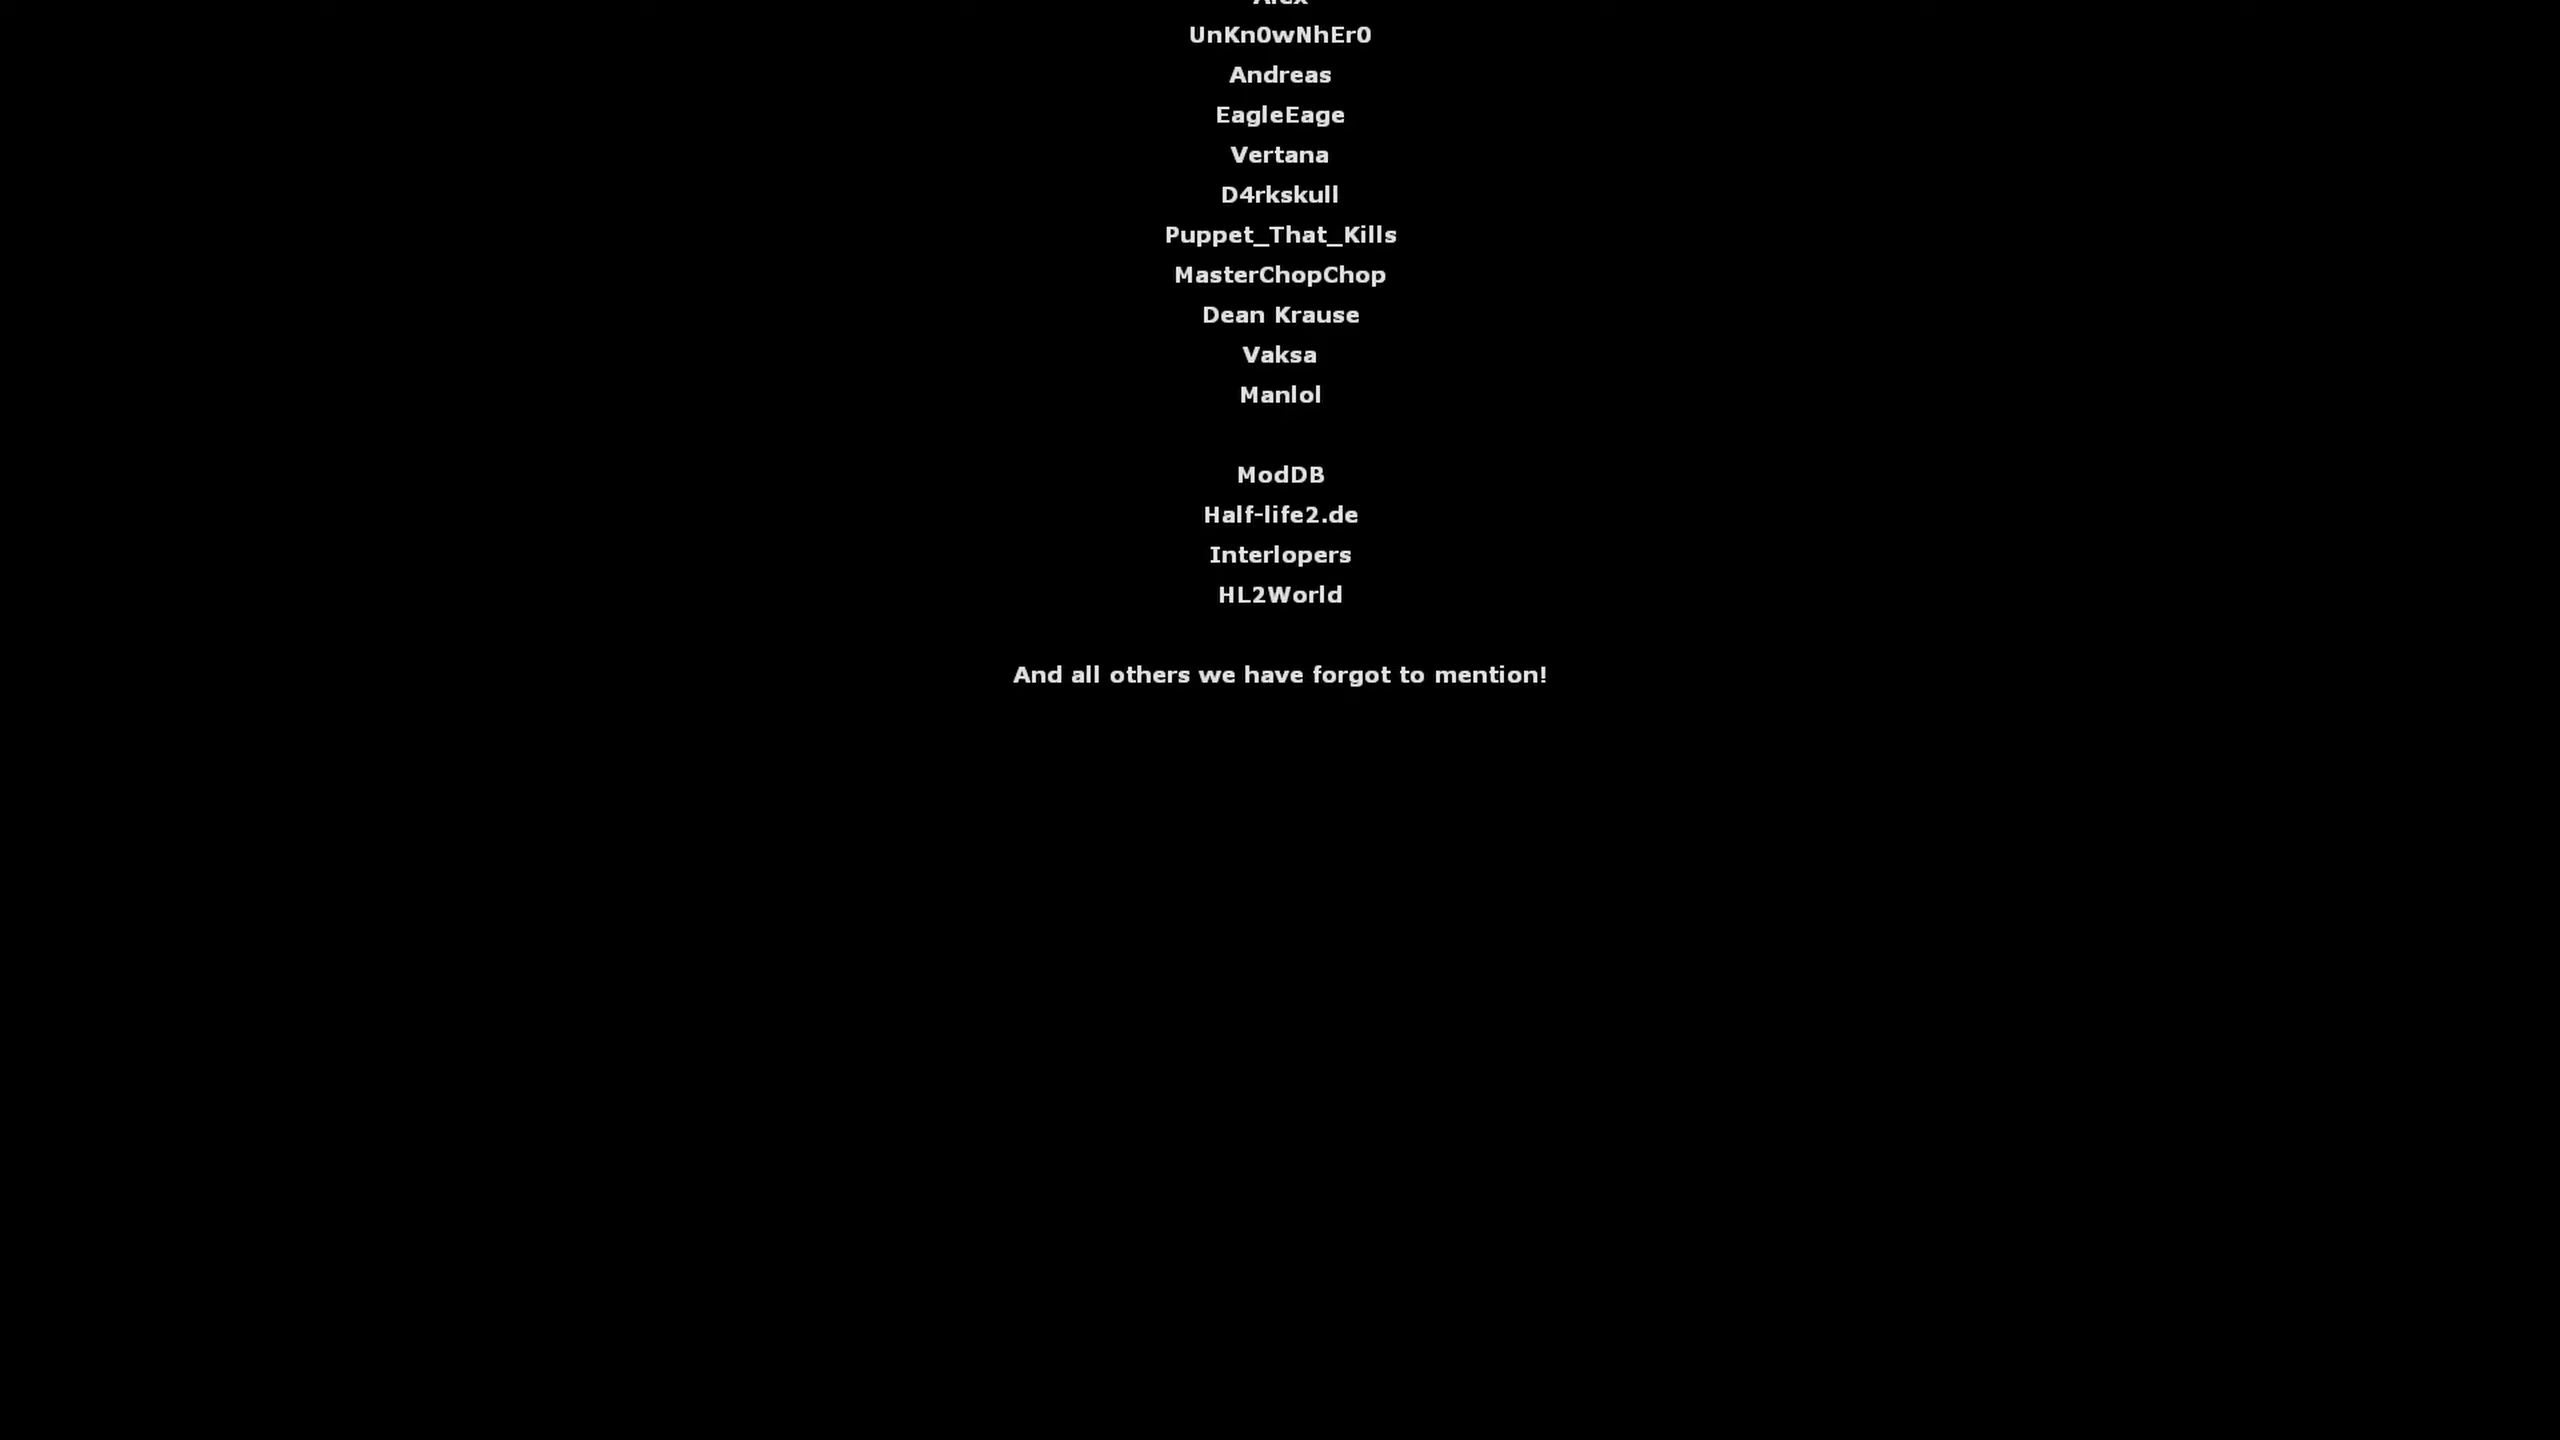 Alex
UnKn0wNhEr0
Andreas
EagleEage
Vertana
D4rkskull
Puppet_That_Kills
MasterChopChop
Dean Krause
Vaksa
Manlol
ModDB
Half-life2.de
Interlopers
HL2World
And all others we have forgot to mention!